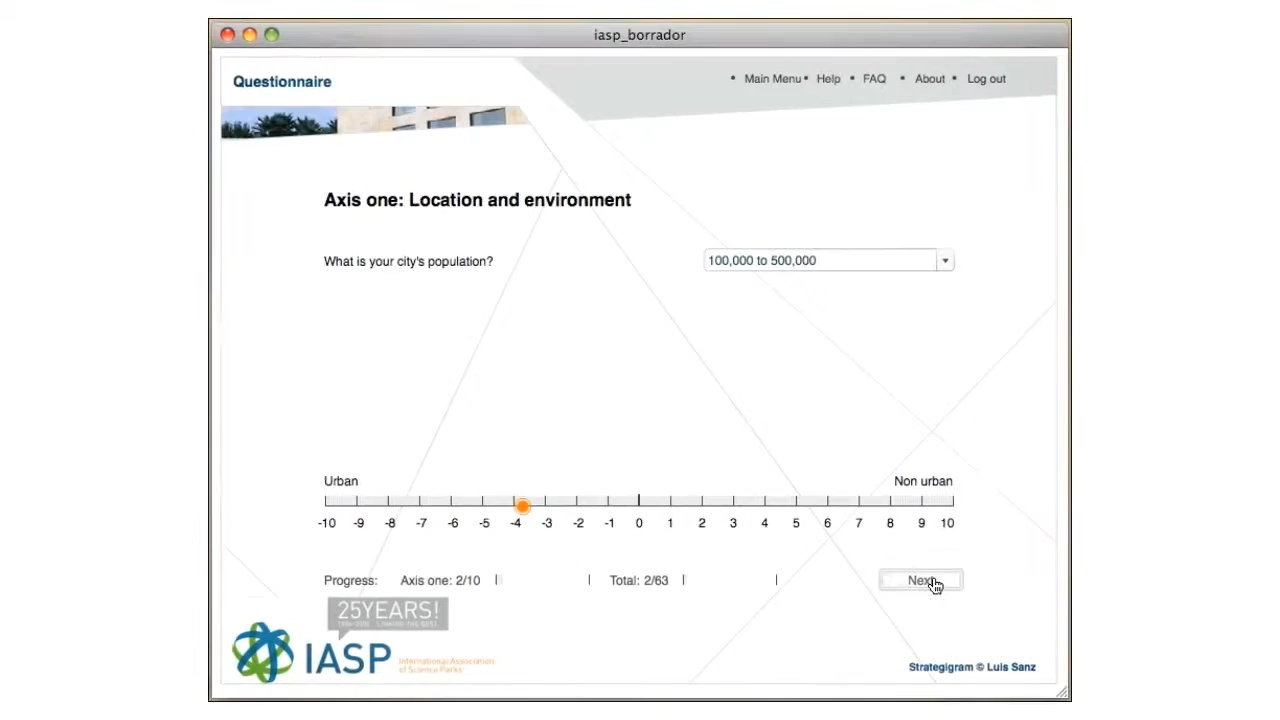 iasp_borrador
Questionnaire
• Main Menu • Help • FAQ • About • Log out
Axis one: Location and environment
What is your city's population?
100,000 to 500,000
Urban
Non urban
-10 -9 -8 -7 -6 -5 -4 -3 -2 -1 0 1 2 3 4 5 6 7 8 9 10
Progress: Axis one: 2/10 Total: 2/63
Next
25YEARS!
IASP
International Association
of Science Parks
Strategigram © Luis Sanz